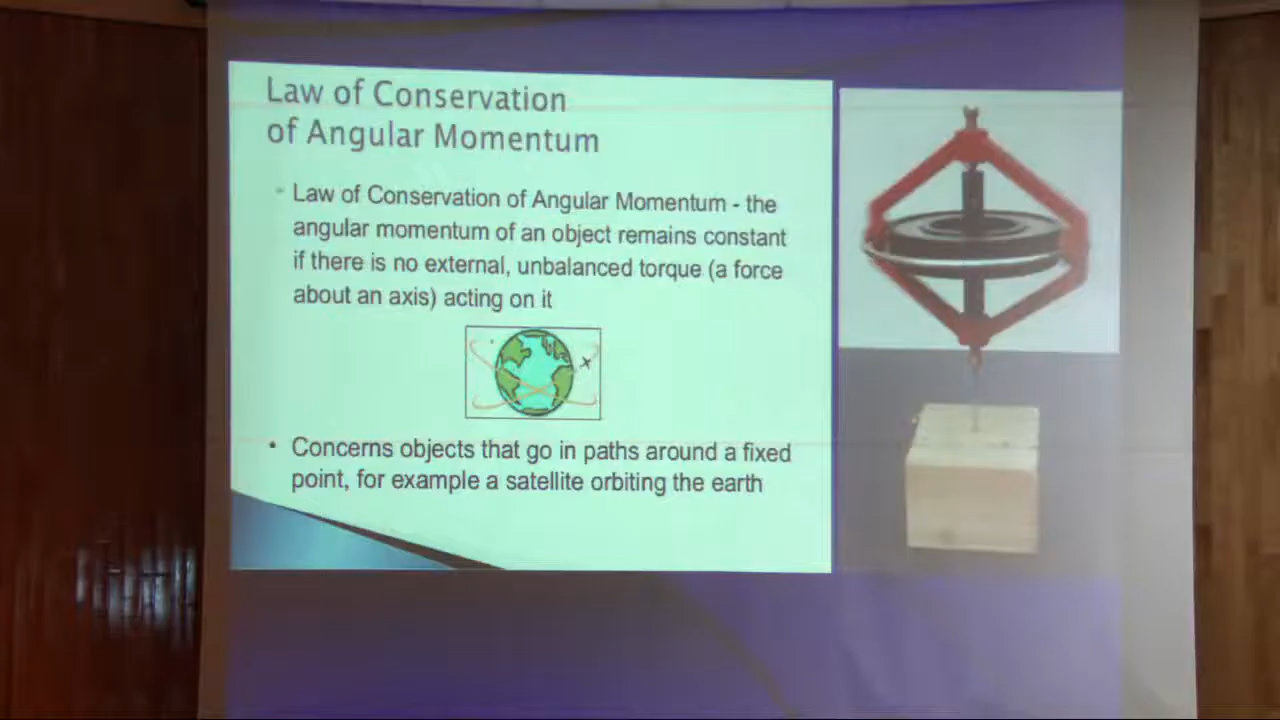 Law of Conservation
of Angular Momentum
Law of Conservation of Angular Momentum - the
angular momentum of an object remains constant
if there is no external, unbalanced torque (a force
about an axis) acting on it
• Concerns objects that go in paths around a fixed
point, for example a satellite orbiting the earth